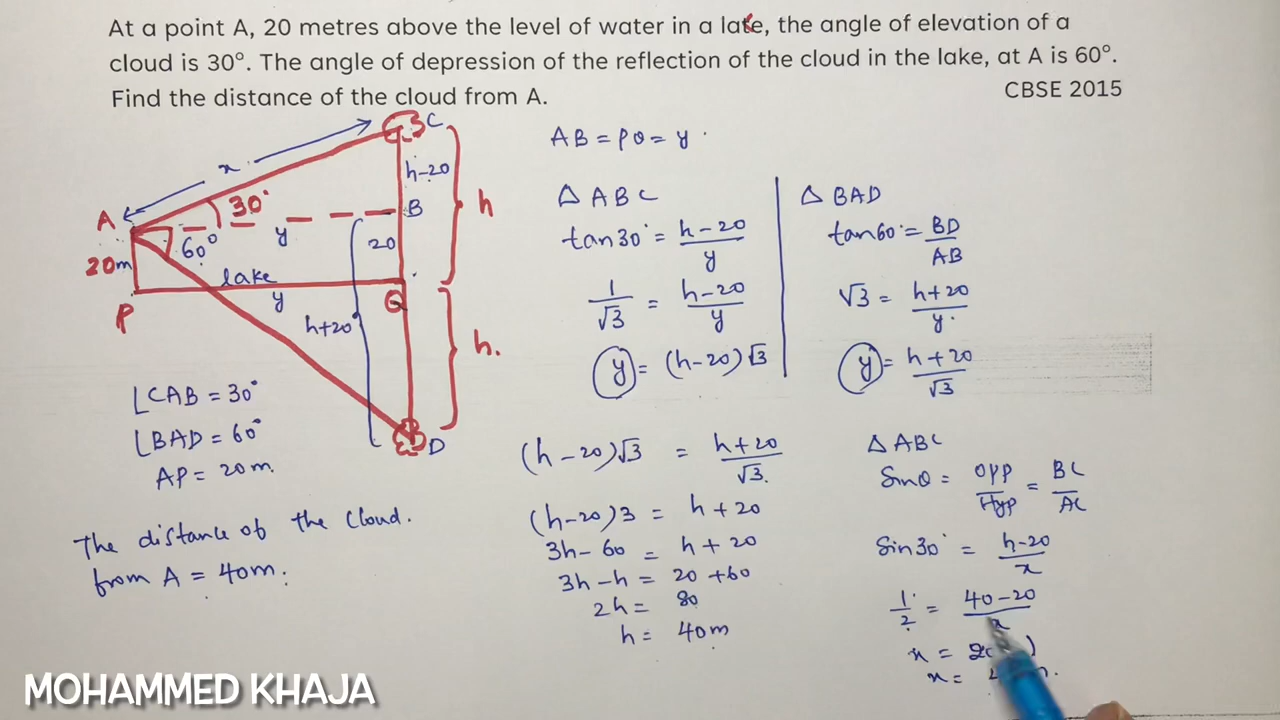 At a point A, 20 metres above the level of water in a lake, the angle of elevation of a
cloud is 30°. The angle of depression of the reflection of the cloud in the lake, at A is 60°.
Find the distance of the cloud from A.
CBSE 2015
C
x
h-20
A
30°
B
h
y
60°
20
20m
lake
P
y
Q
h+20
h.
D
∠CAB = 30°
∠BAD = 60°
AP = 20m.
The distance of the cloud.
from A = 40m.
AB = PQ = y
△ ABC
tan30° = h-20/y
1/√3 = h-20/y
y = (h-20)√3
△ BAD
tan60° = BD/AB
√3 = h+20/y
y = h+20/√3
(h-20)√3 = h+20/√3
(h-20)3 = h+20
3h-60 = h+20
3h-h = 20+60
2h = 80
h = 40m
△ ABC
Sinθ = OPP/Hyp = BC/AC
Sin30° = h-20/x
1/2 = 40-20/x
x =
x =
MOHAMMED KHAJA